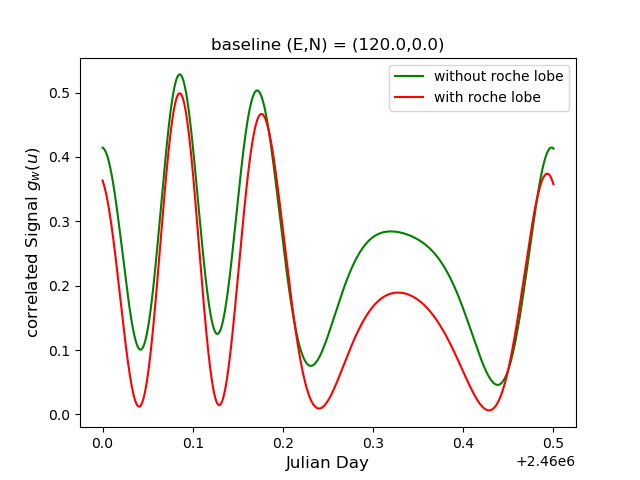 baseline (E,N) = (120.0,0.0)
without roche lobe
with roche lobe
correlated Signal $g_w(u)$
0.5
0.4
0.3
0.2
0.1
0.0
0.0 0.1 0.2 0.3 0.4 0.5
Julian Day
+2.46e6